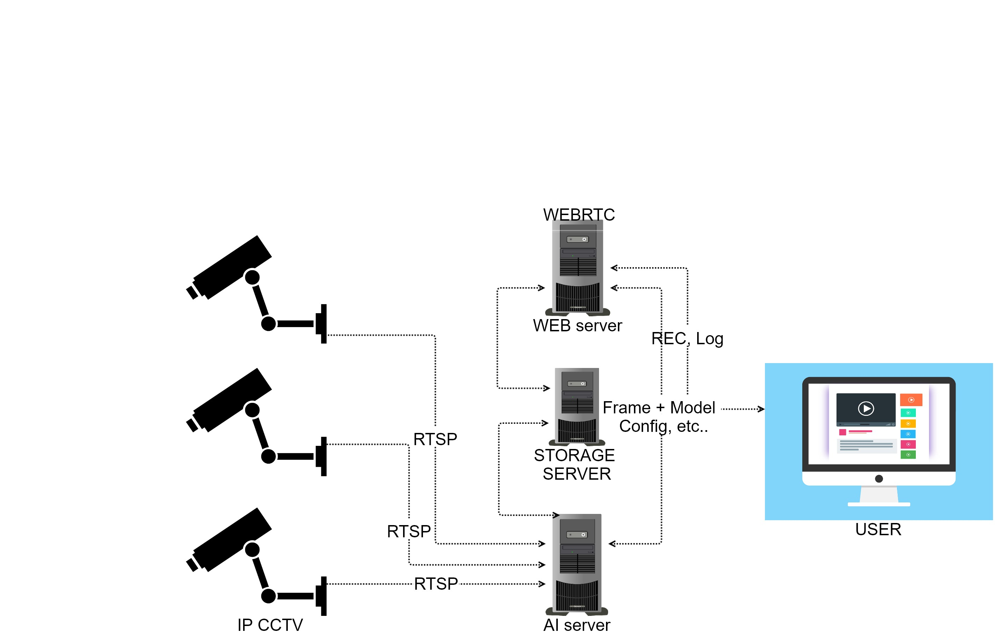 WEBRTC
WEB server
REC, Log
Frame + Model
Config, etc..
RTSP
STORAGE
SERVER
RTSP
USER
RTSP
IP CCTV
AI server